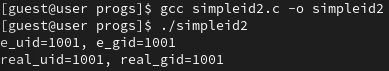 [guest@user progs]$ gcc simpleid2.c -o simpleid2
[guest@user progs]$ ./simpleid2
e_uid=1001, e_gid=1001
real_uid=1001, real_gid=1001